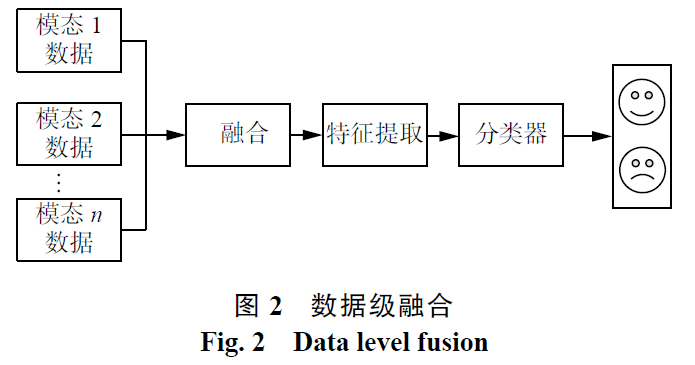 模态 1
数据
模态 2
数据
⋮
模态 n
数据
融合
特征提取
分类器
图 2 数据级融合
Fig. 2 Data level fusion